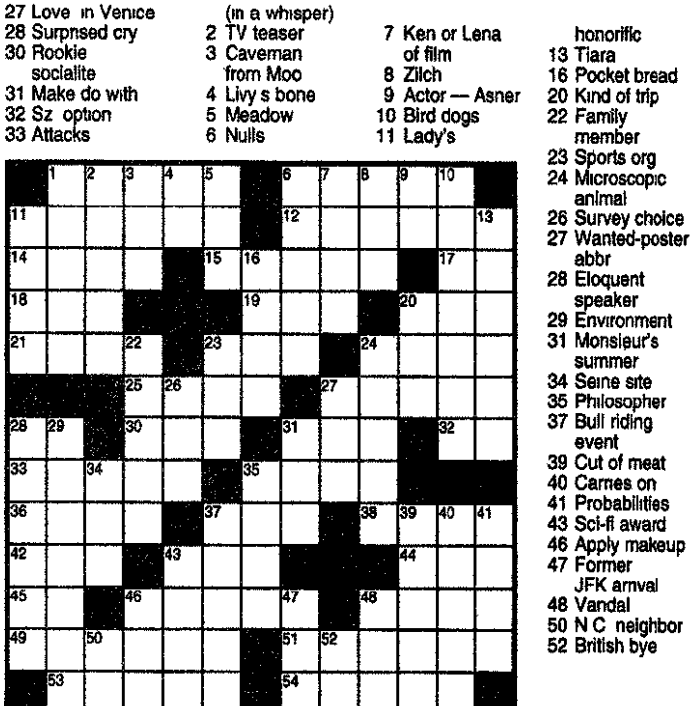 27 Love in Venice
28 Surprised cry
30 Rookie
socialite
31 Make do with
32 Sz option
33 Attacks
(in a whisper)
2 TV teaser
3 Caveman
from Moo
4 Livy s bone
5 Meadow
6 Nulls
7 Ken or Lena
of film
8 Zilch
9 Actor — Asner
10 Bird dogs
11 Lady's
honorific
13 Tiara
16 Pocket bread
20 Kind of trip
22 Family
member
23 Sports org
24 Microscopic
animal
26 Survey choice
27 Wanted-poster
abbr
28 Eloquent
speaker
29 Environment
31 Monsieur's
summer
34 Seine site
35 Philosopher
37 Bull riding
event
39 Cut of meat
40 Carries on
41 Probabilities
43 Sci-fi award
46 Apply makeup
47 Former
JFK arrival
48 Vandal
50 N C neighbor
52 British bye
1 2 3 4 5 6 7 8 9 10
11 12 13
14 15 16 17
18 19 20
21 22 23 24
25 26 27
28 29 30 31 32
33 34 35
36 37 38 39 40 41
42 43 44
45 46 47 48
49 50 51 52
53 54